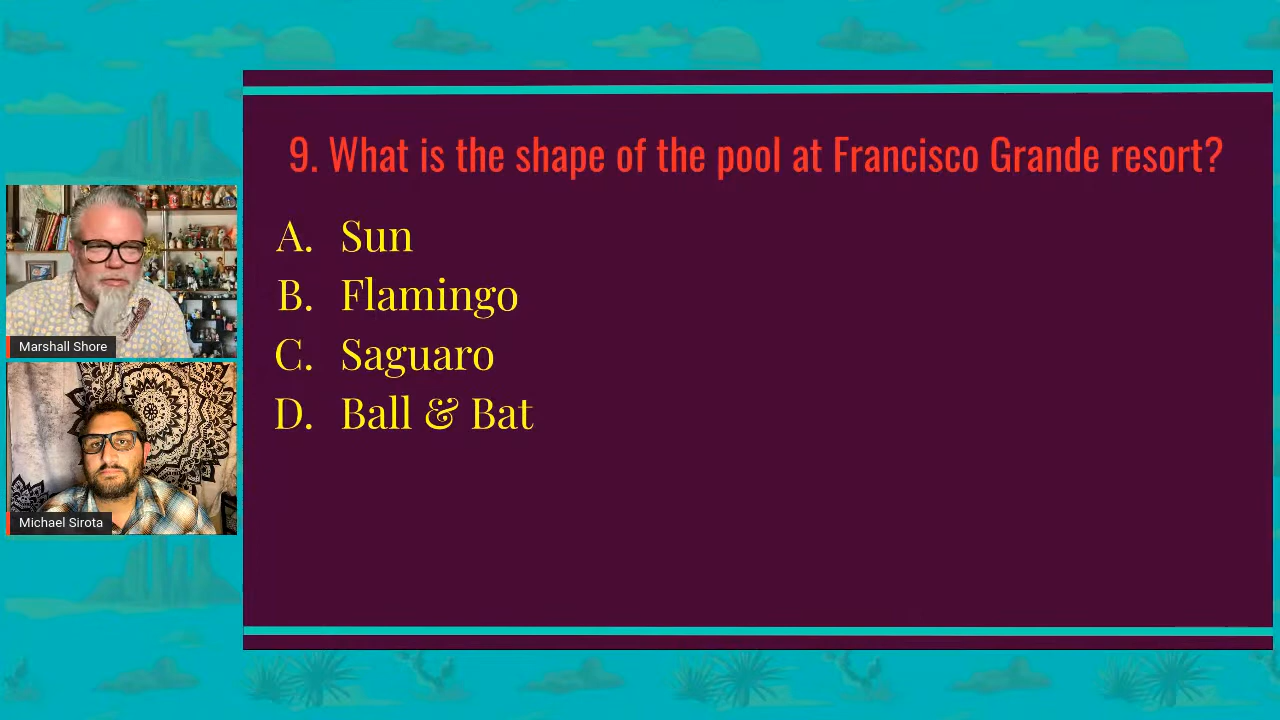 9. What is the shape of the pool at Francisco Grande resort?
A. Sun
B. Flamingo
C. Saguaro
D. Ball & Bat
Marshall Shore
Michael Sirota